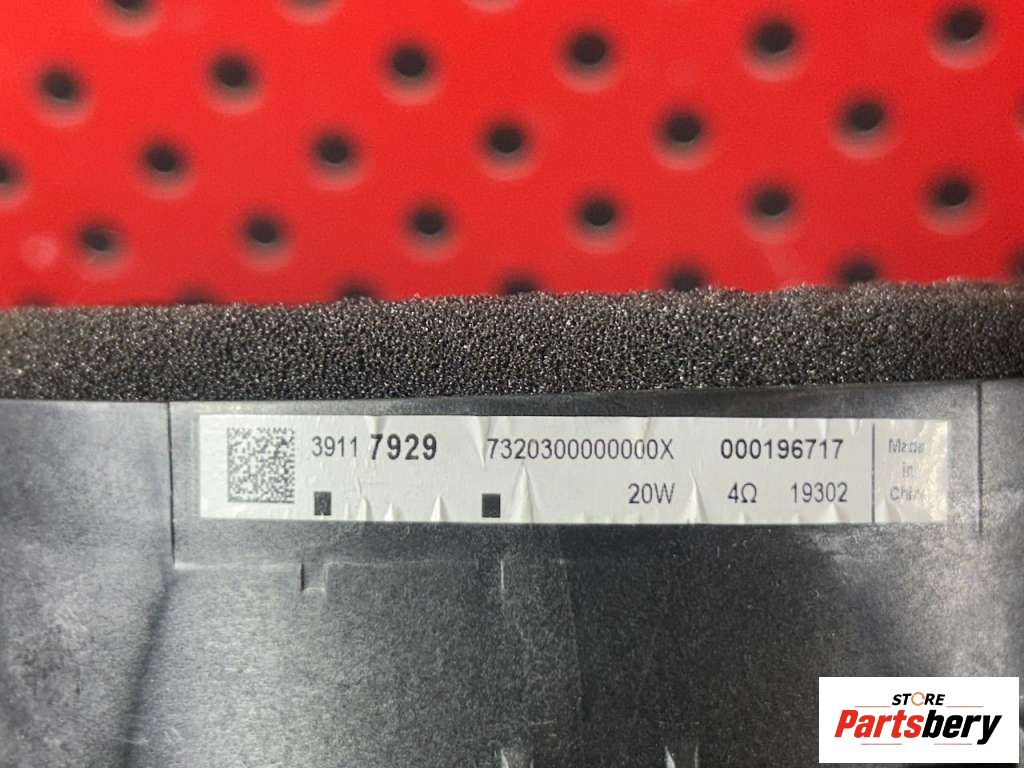 3911 7929 7320300000000X 000196717
20W 4Ω 19302
Made
in
China
STORE
Partsbery